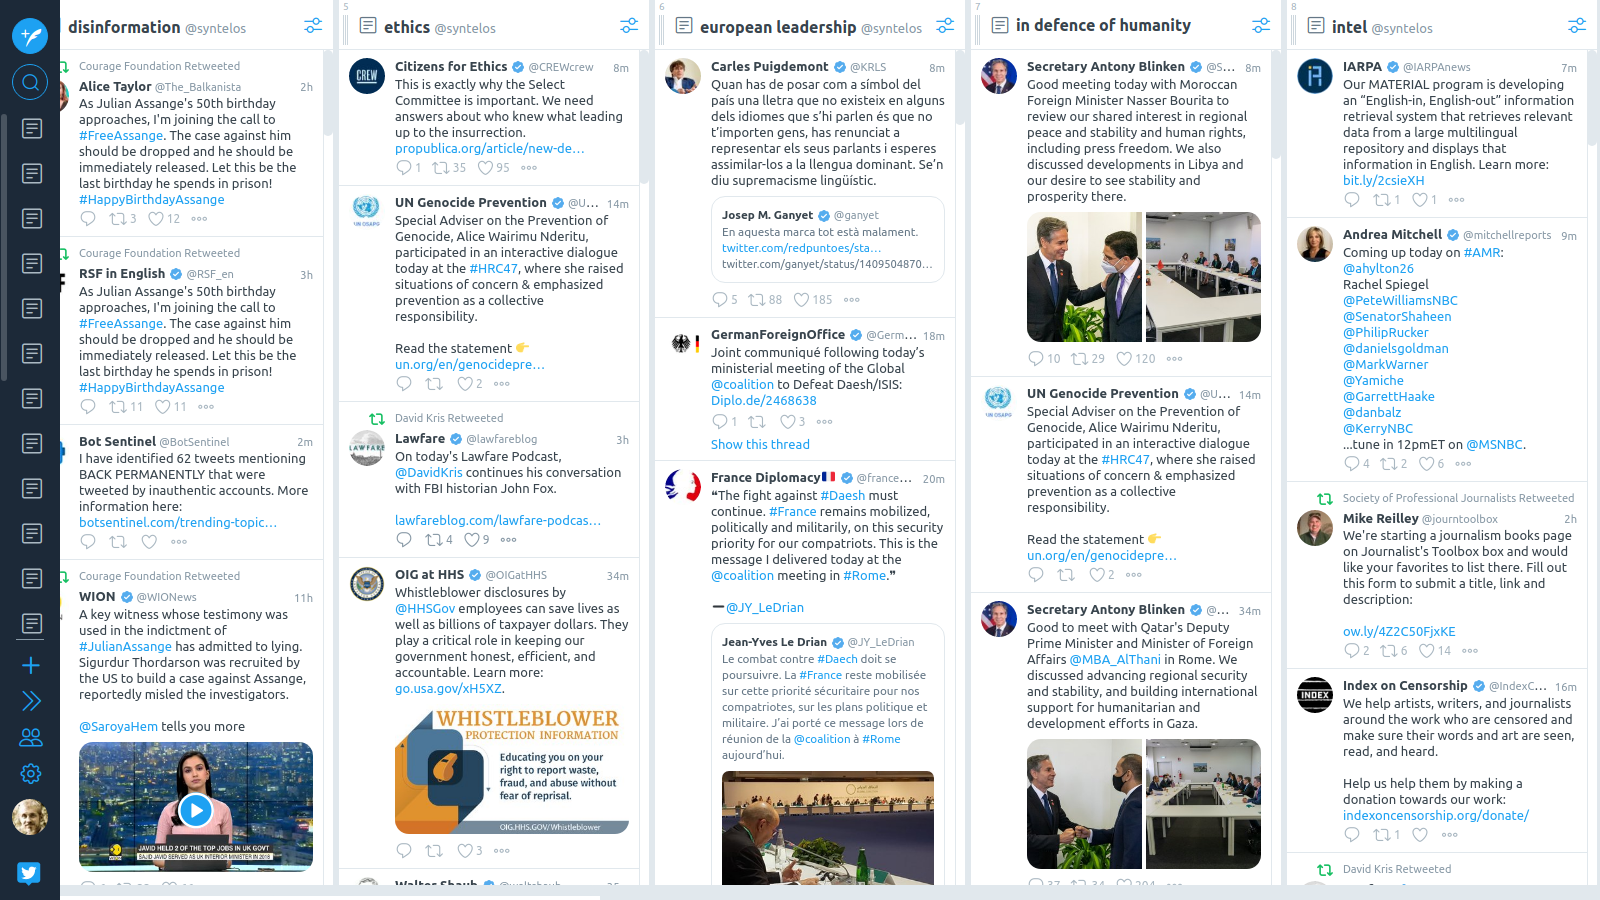 disinformation @syntelos
Courage Foundation Retweeted
Alice Taylor @The_Balkanista 2h
As Julian Assange's 50th birthday
approaches, I'm joining the call to
#FreeAssange. The case against him
should be dropped and he should be
immediately released. Let this be the
last birthday he spends in prison!
#HappyBirthdayAssange
3 12
Courage Foundation Retweeted
RSF in English @RSF_en 3h
As Julian Assange's 50th birthday
approaches, I'm joining the call to
#FreeAssange. The case against him
should be dropped and he should be
immediately released. Let this be the
last birthday he spends in prison!
#HappyBirthdayAssange
11 11
Bot Sentinel @BotSentinel 2m
I have identified 62 tweets mentioning
BACK PERMANENTLY that were
tweeted by inauthentic accounts. More
information here:
botsentinel.com/trending-topic…
Courage Foundation Retweeted
WION @WIONews 11h
A key witness whose testimony was
used in the indictment of
#JulianAssange has admitted to lying.
Sigurdur Thordarson was recruited by
the US to build a case against Assange,
reportedly misled the investigators.
@SaroyaHem tells you more
WION
JAVID HELD 2 OF THE TOP JOBS IN UK GOVT
SAJID JAVID SERVED AS UK INTERIOR MINISTER IN 2018
5
ethics @syntelos
CREW
Citizens for Ethics @CREWcrew 8m
This is exactly why the Select
Committee is important. We need
answers about who knew what leading
up to the insurrection.
propublica.org/article/new-de…
1 35 95
UN OSAPG
UN Genocide Prevention @U… 14m
Special Adviser on the Prevention of
Genocide, Alice Wairimu Nderitu,
participated in an interactive dialogue
today at the #HRC47, where she raised
situations of concern & emphasized
prevention as a collective
responsibility.
Read the statement 👉
un.org/en/genocidepre…
2
David Kris Retweeted
LAWFARE
Lawfare @lawfareblog 3h
On today's Lawfare Podcast,
@DavidKris continues his conversation
with FBI historian John Fox.
lawfareblog.com/lawfare-podcas…
4 9
OIG at HHS @OIGatHHS 34m
Whistleblower disclosures by
@HHSGov employees can save lives as
well as billions of taxpayer dollars. They
play a critical role in keeping our
government honest, efficient, and
accountable. Learn more:
go.usa.gov/xH5XZ.
WHISTLEBLOWER
PROTECTION INFORMATION
Educating you on your
right to report waste,
fraud, and abuse without
fear of reprisal.
OIG.HHS.GOV/Whistleblower
3
6
european leadership @syntelos
Carles Puigdemont @KRLS 8m
Quan has de posar com a símbol del
país una lletra que no existeix en alguns
dels idiomes que s'hi parlen és que no
t'importen gens, has renunciat a
representar els seus parlants i esperes
assimilar-los a la llengua dominant. Se'n
diu supremacisme lingüístic.
Josep M. Ganyet @ganyet
En aquesta marca tot està malament.
twitter.com/redpuntoes/sta…
twitter.com/ganyet/status/1409504870…
5 88 185
GermanForeignOffice @Germ… 18m
Joint communiqué following today's
ministerial meeting of the Global
@coalition to Defeat Daesh/ISIS:
Diplo.de/2468638
1 3
Show this thread
France Diplomacy🇫🇷 @france… 20m
❝The fight against #Daesh must
continue. #France remains mobilized,
politically and militarily, on this security
priority for our compatriots. This is the
message I delivered today at the
@coalition meeting in #Rome.❞
➖@JY_LeDrian
Jean-Yves Le Drian @JY_LeDrian
Le combat contre #Daech doit se
poursuivre. La #France reste mobilisée
sur cette priorité sécuritaire pour nos
compatriotes, sur les plans politique et
militaire. J'ai porté ce message lors de
réunion de la @coalition à #Rome
aujourd'hui.
7
in defence of humanity
Secretary Antony Blinken @S… 8m
Good meeting today with Moroccan
Foreign Minister Nasser Bourita to
review our shared interest in regional
peace and stability and human rights,
including press freedom. We also
discussed developments in Libya and
our desire to see stability and
prosperity there.
10 29 120
UN OSAPG
UN Genocide Prevention @U… 14m
Special Adviser on the Prevention of
Genocide, Alice Wairimu Nderitu,
participated in an interactive dialogue
today at the #HRC47, where she raised
situations of concern & emphasized
prevention as a collective
responsibility.
Read the statement 👉
un.org/en/genocidepre…
2
Secretary Antony Blinken @… 34m
Good to meet with Qatar's Deputy
Prime Minister and Minister of Foreign
Affairs @MBA_AlThani in Rome. We
discussed advancing regional security
and stability, and building international
support for humanitarian and
development efforts in Gaza.
37 34 204
8
intel @syntelos
IARPA @IARPAnews 7m
Our MATERIAL program is developing
an “English-in, English-out” information
retrieval system that retrieves relevant
data from a large multilingual
repository and displays that
information in English. Learn more:
bit.ly/2csieXH
1 1
Andrea Mitchell @mitchellreports 9m
Coming up today on #AMR:
@ahylton26
Rachel Spiegel
@PeteWilliamsNBC
@SenatorShaheen
@PhilipRucker
@danielsgoldman
@MarkWarner
@Yamiche
@GarrettHaake
@danbalz
@KerryNBC
...tune in 12pmET on @MSNBC.
4 2 6
Society of Professional Journalists Retweeted
Mike Reilley @journtoolbox 2h
We're starting a journalism books page
on Journalist's Toolbox box and would
like your favorites to list there. Fill out
this form to submit a title, link and
description:
ow.ly/4Z2C50FjxKE
2 6 14
INDEX
Index on Censorship @IndexC… 16m
We help artists, writers, and journalists
around the work who are censored and
make sure their words and art are seen,
read, and heard.
Help us help them by making a
donation towards our work:
indexoncensorship.org/donate/
1
David Kris Retweeted